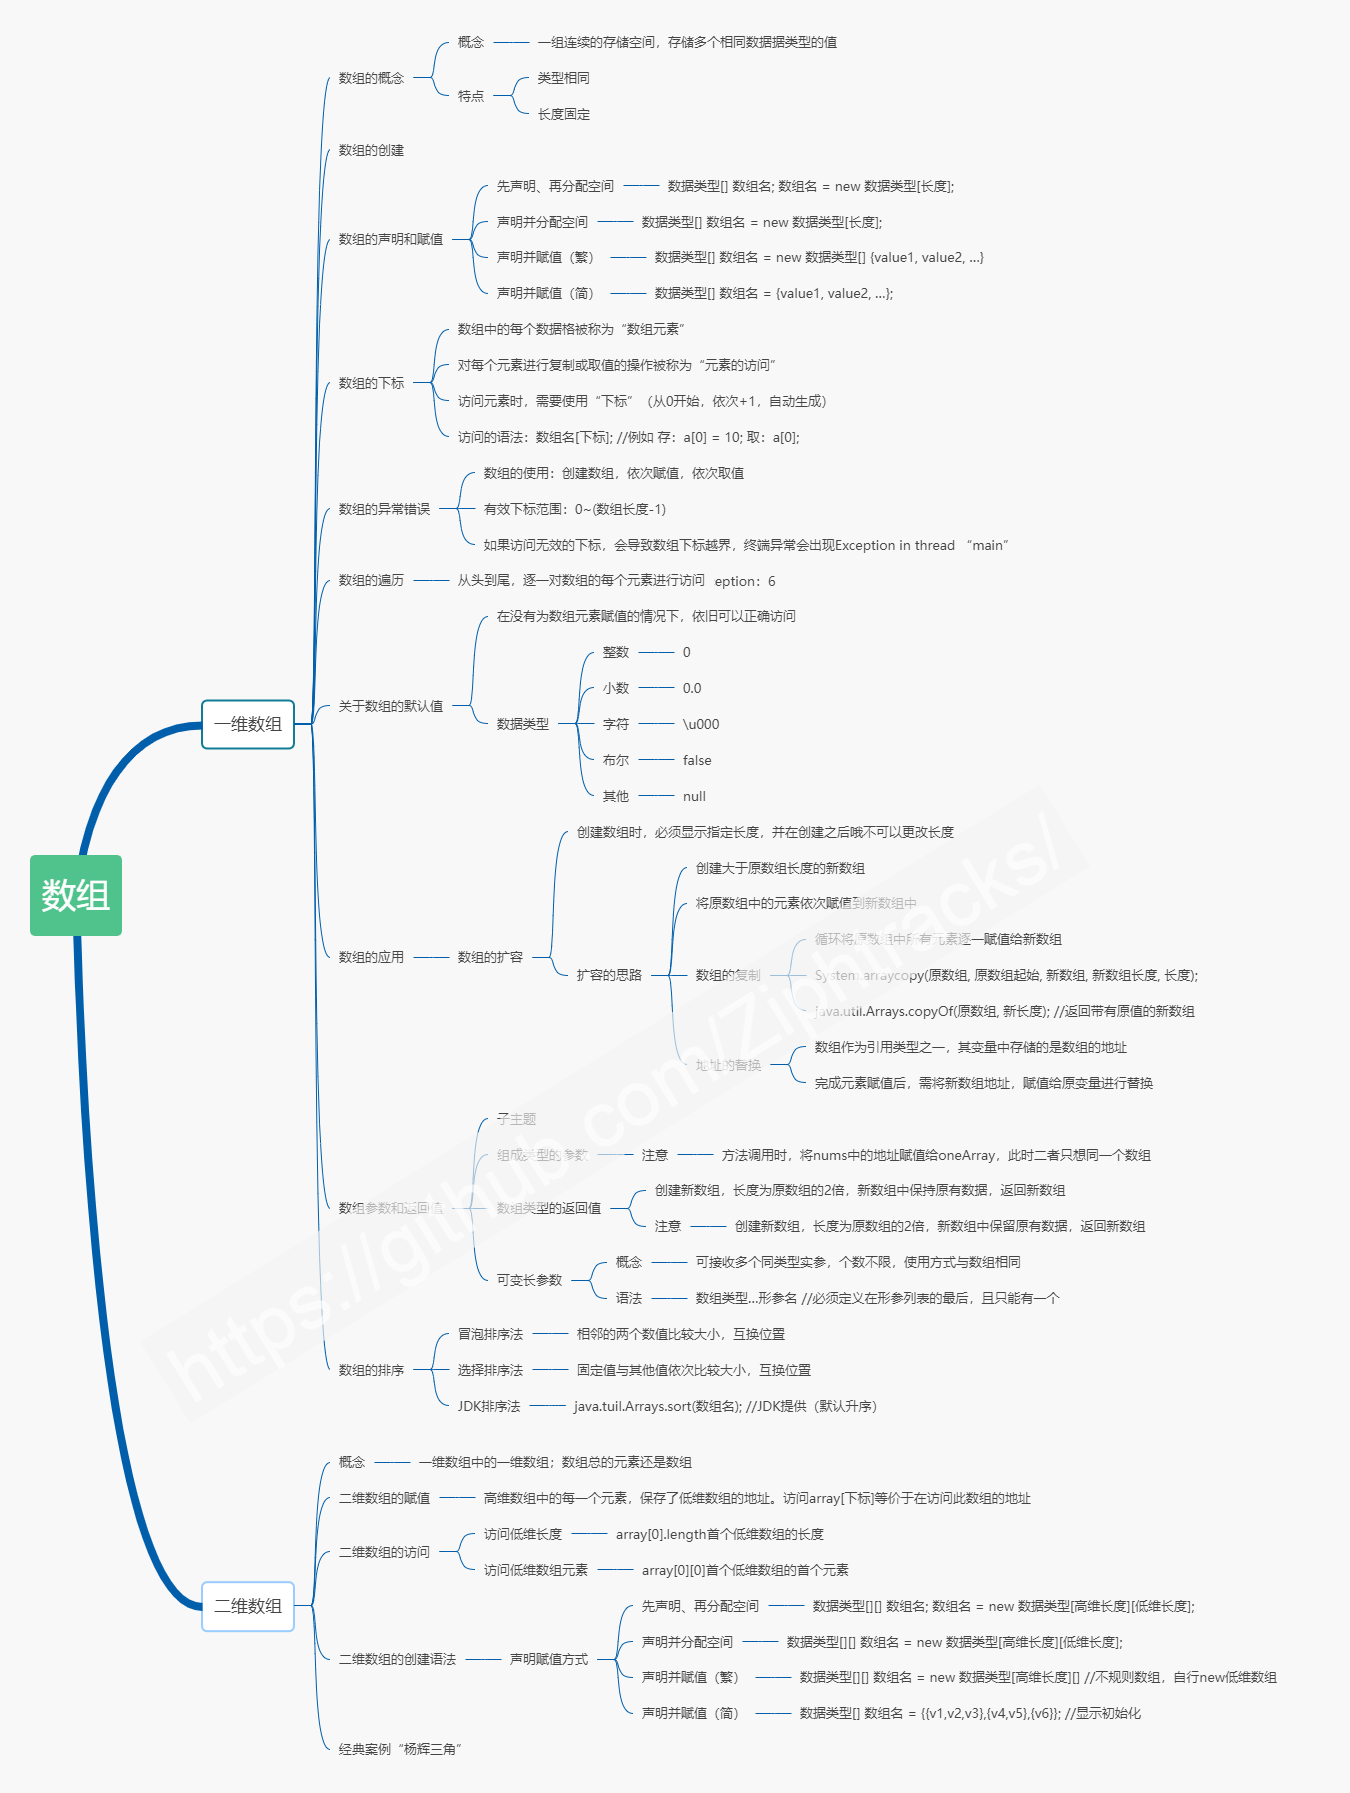 数组
一维数组
数组的概念
概念
一组连续的存储空间，存储多个相同数据据类型的值
特点
类型相同
长度固定
数组的创建
数组的声明和赋值
先声明、再分配空间
数据类型[] 数组名; 数组名 = new 数据类型[长度];
声明并分配空间
数据类型[] 数组名 = new 数据类型[长度];
声明并赋值（繁）
数据类型[] 数组名 = new 数据类型[] {value1, value2, ...}
声明并赋值（简）
数据类型[] 数组名 = {value1, value2, ...};
数组的下标
数组中的每个数据格被称为“数组元素”
对每个元素进行复制或取值的操作被称为“元素的访问”
访问元素时，需要使用“下标”（从0开始，依次+1，自动生成）
访问的语法：数组名[下标]; //例如 存：a[0] = 10; 取：a[0];
数组的异常错误
数组的使用：创建数组，依次赋值，依次取值
有效下标范围：0~(数组长度-1)
如果访问无效的下标，会导致数组下标越界，终端异常会出现Exception in thread “main”
数组的遍历
从头到尾，逐一对数组的每个元素进行访问
eption：6
关于数组的默认值
在没有为数组元素赋值的情况下，依旧可以正确访问
数据类型
整数
0
小数
0.0
字符
\u000
布尔
false
其他
null
数组的应用
数组的扩容
创建数组时，必须显示指定长度，并在创建之后哦不可以更改长度
扩容的思路
创建大于原数组长度的新数组
将原数组中的元素依次赋值到新数组中
数组的复制
循环将原数组中所有元素逐一赋值给新数组
System.arraycopy(原数组, 原数组起始, 新数组, 新数组长度, 长度);
java.util.Arrays.copyOf(原数组, 新长度); //返回带有原值的新数组
地址的替换
数组作为引用类型之一，其变量中存储的是数组的地址
完成元素赋值后，需将新数组地址，赋值给原变量进行替换
数组参数和返回值
子主题
组成类型的参数
注意
方法调用时，将nums中的地址赋值给oneArray，此时二者只想同一个数组
数组类型的返回值
创建新数组，长度为原数组的2倍，新数组中保持原有数据，返回新数组
注意
创建新数组，长度为原数组的2倍，新数组中保留原有数据，返回新数组
可变长参数
概念
可接收多个同类型实参，个数不限，使用方式与数组相同
语法
数组类型...形参名 //必须定义在形参列表的最后，且只能有一个
数组的排序
冒泡排序法
相邻的两个数值比较大小，互换位置
选择排序法
固定值与其他值依次比较大小，互换位置
JDK排序法
java.tuil.Arrays.sort(数组名); //JDK提供（默认升序）
二维数组
概念
一维数组中的一维数组；数组总的元素还是数组
二维数组的赋值
高维数组中的每一个元素，保存了低维数组的地址。访问array[下标]等价于在访问此数组的地址
二维数组的访问
访问低维长度
array[0].length首个低维数组的长度
访问低维数组元素
array[0][0]首个低维数组的首个元素
二维数组的创建语法
声明赋值方式
先声明、再分配空间
数据类型[][] 数组名; 数组名 = new 数据类型[高维长度][低维长度];
声明并分配空间
数据类型[][] 数组名 = new 数据类型[高维长度][低维长度];
声明并赋值（繁）
数据类型[][] 数组名 = new 数据类型[高维长度][] //不规则数组，自行new低维数组
声明并赋值（简）
数据类型[] 数组名 = {{v1,v2,v3},{v4,v5},{v6}}; //显示初始化
经典案例“杨辉三角”
https://github.com/Ziphtracks/